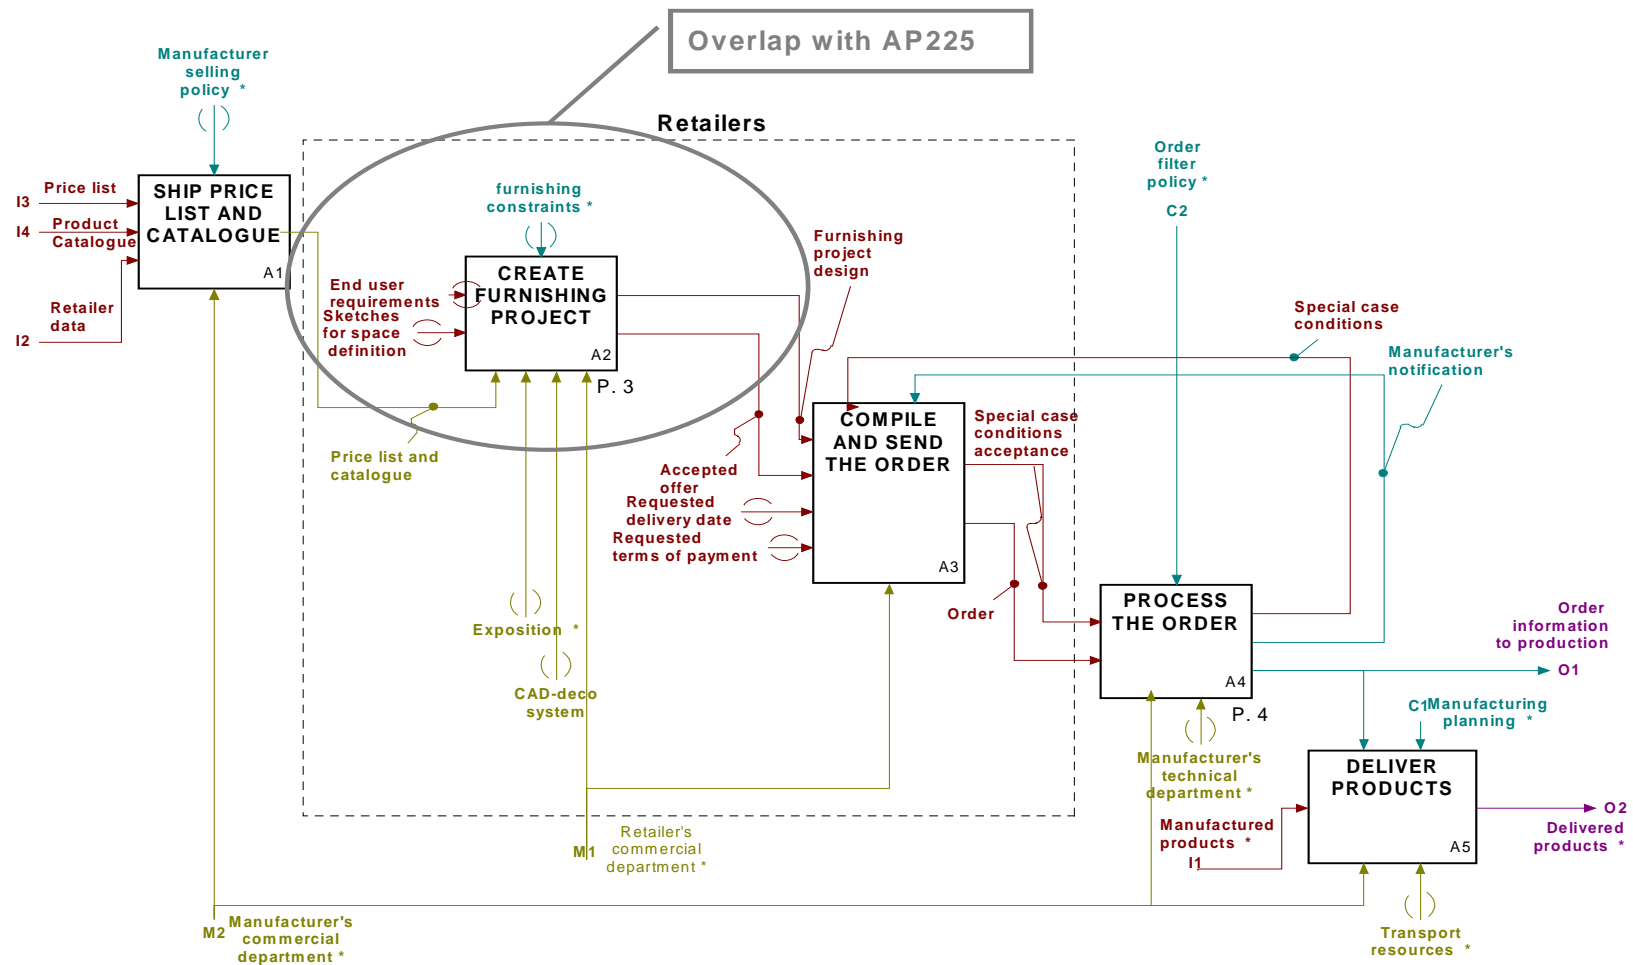 Overlap with AP225
Manufacturer
selling
policy *
Retailers
Order
filter
policy *
C2
SHIP PRICE
LIST AND
CATALOGUE
A1
I3
Price list
I4
Product
Catalogue
Retailer
data
I2
furnishing
constraints *
CREATE
FURNISHING
PROJECT
A2
P. 3
End user
requirements
Sketches
for space
definition
Furnishing
project
design
Special case
conditions
Manufacturer's
notification
Price list and
catalogue
COMPILE
AND SEND
THE ORDER
A3
Special case
conditions
acceptance
Accepted
offer
Requested
delivery date
Requested
terms of payment
Order
Exposition *
CAD-deco
system
PROCESS
THE ORDER
A4
P. 4
Order
information
to production
O1
C1
Manufacturing
planning *
Manufacturer's
technical
department *
DELIVER
PRODUCTS
A5
O2
Delivered
products *
Manufactured
products *
I1
M1
Retailer's
commercial
department *
M2
Manufacturer's
commercial
department *
Transport
resources *